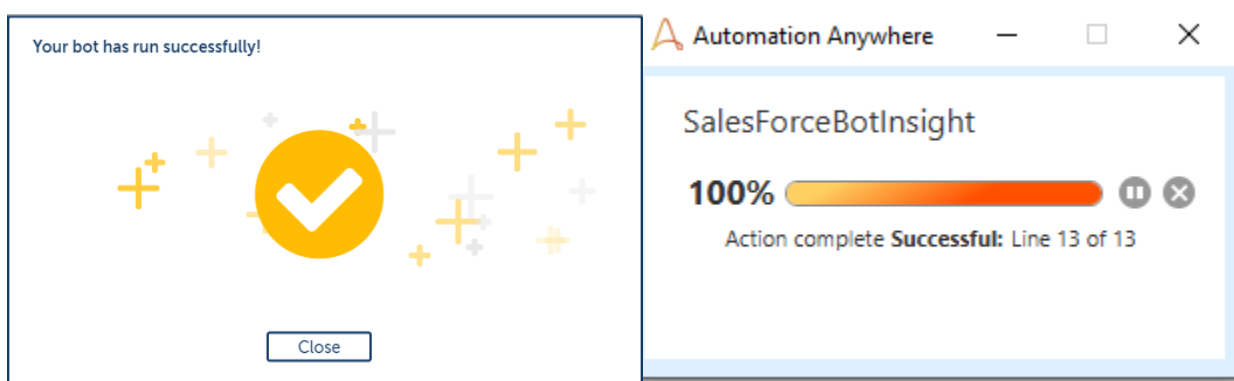 Your bot has run successfully!
Close
Automation Anywhere
SalesForceBotInsight
100%
Action complete Successful: Line 13 of 13